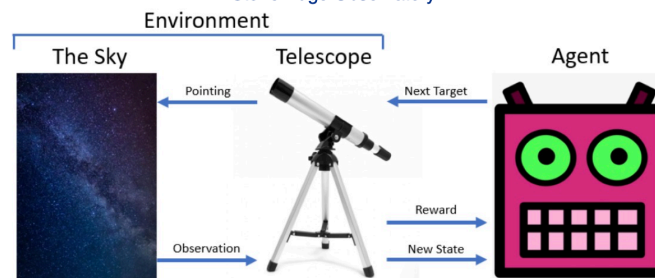 Environment
The Sky
Telescope
Agent
Pointing
Next Target
Reward
Observation
New State